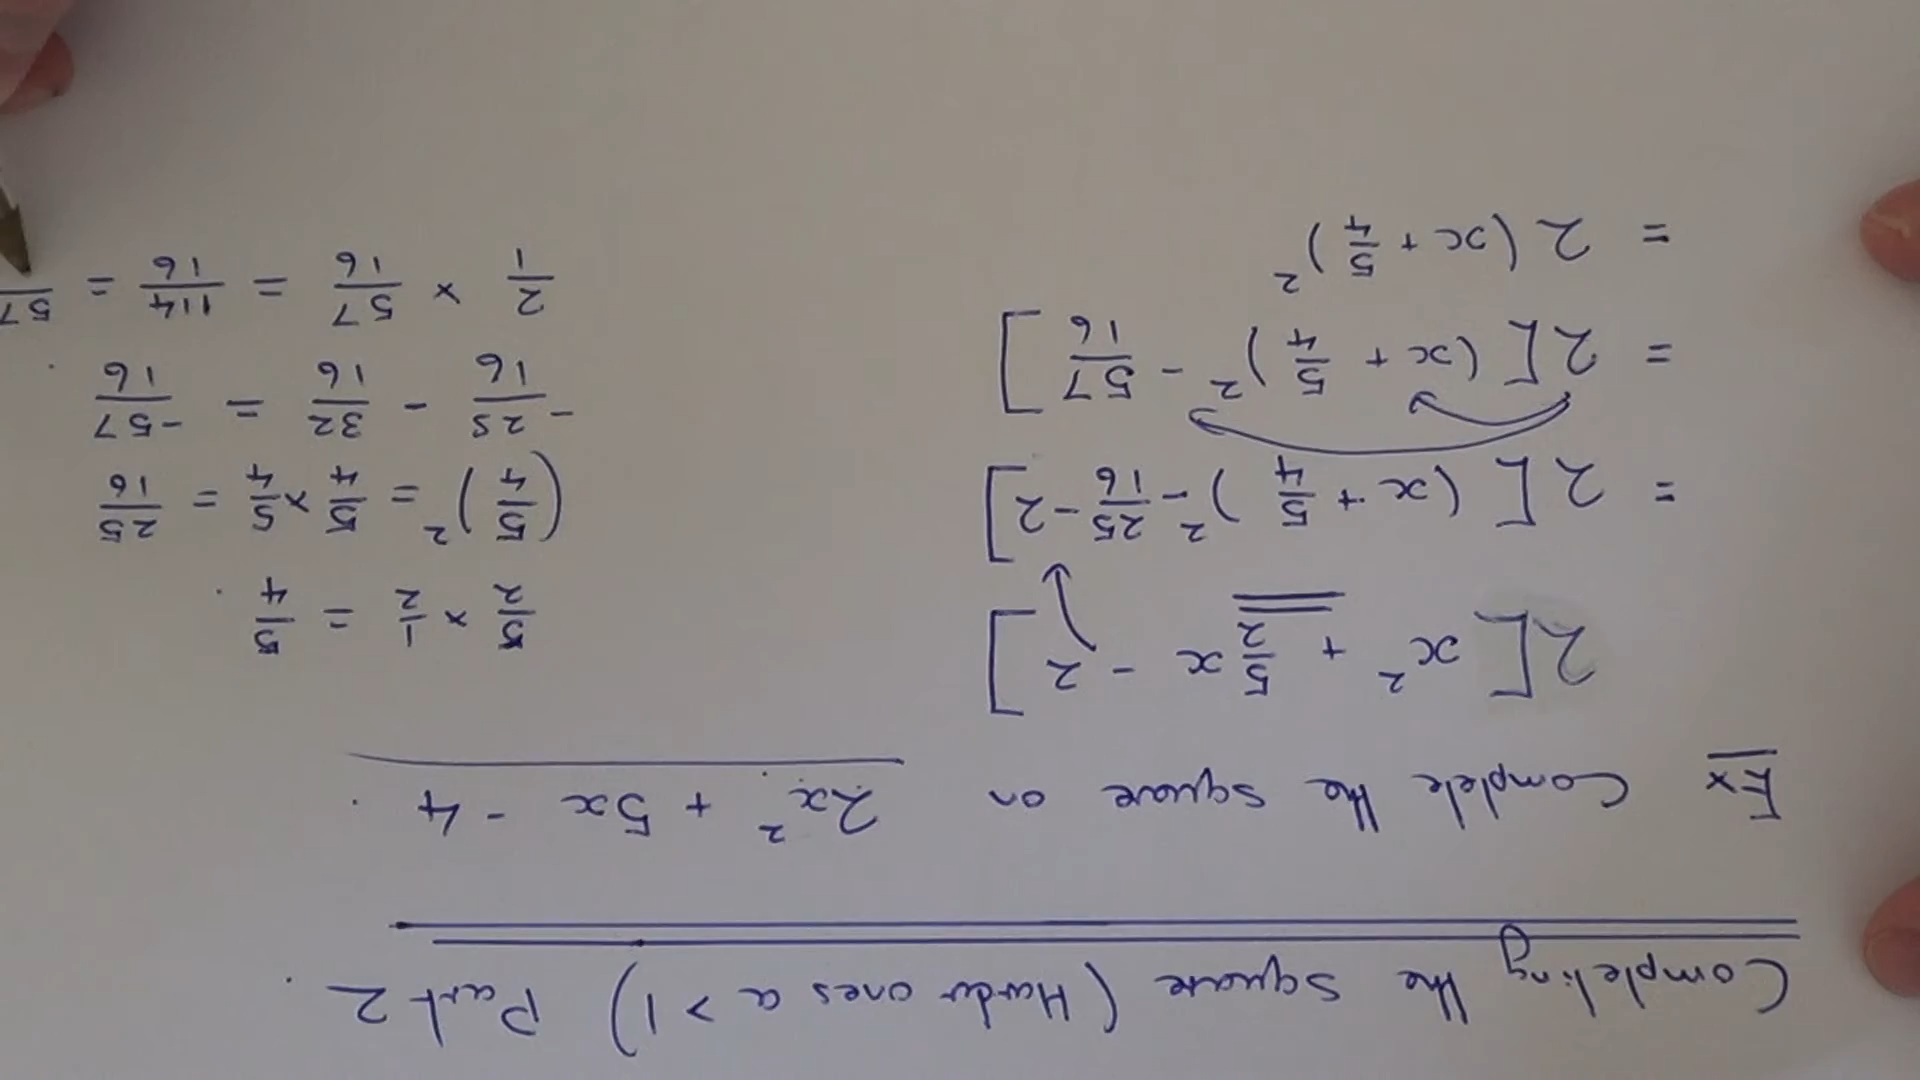 Completing the square (Harder ones a > 1) Part 2.
Ex Complete the square on 2x² + 5x - 4.
2[x² + 5/2 x - 2]
5/2 × 1/2 = 5/4.
= 2[(x + 5/4)² - 25/16 - 2]
(5/4)² = 5/4 × 5/4 = 25/16
= 2[(x + 5/4)² - 57/16]
-25/16 - 32/16 = -57/16.
= 2(x + 5/4)²
2/1 × 57/16 = 114/16 = 57